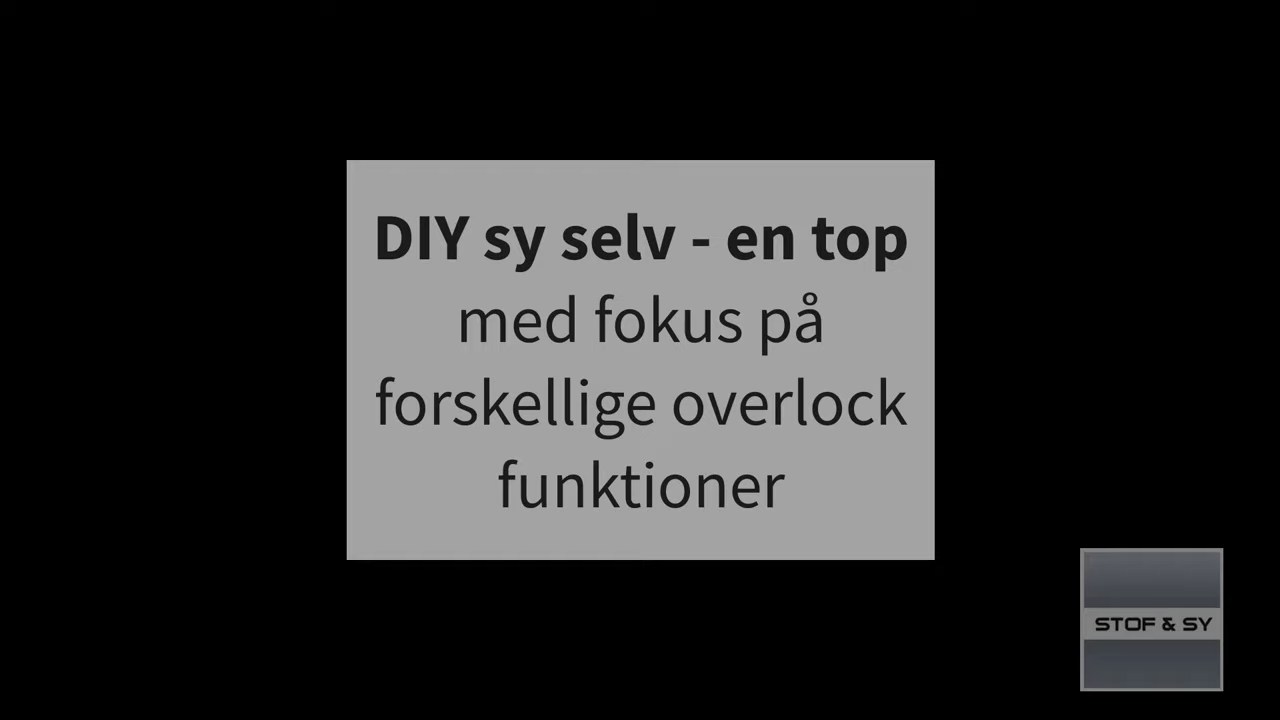 DIY sy selv - en top
med fokus på
forskellige overlock
funktioner
STOF & SY